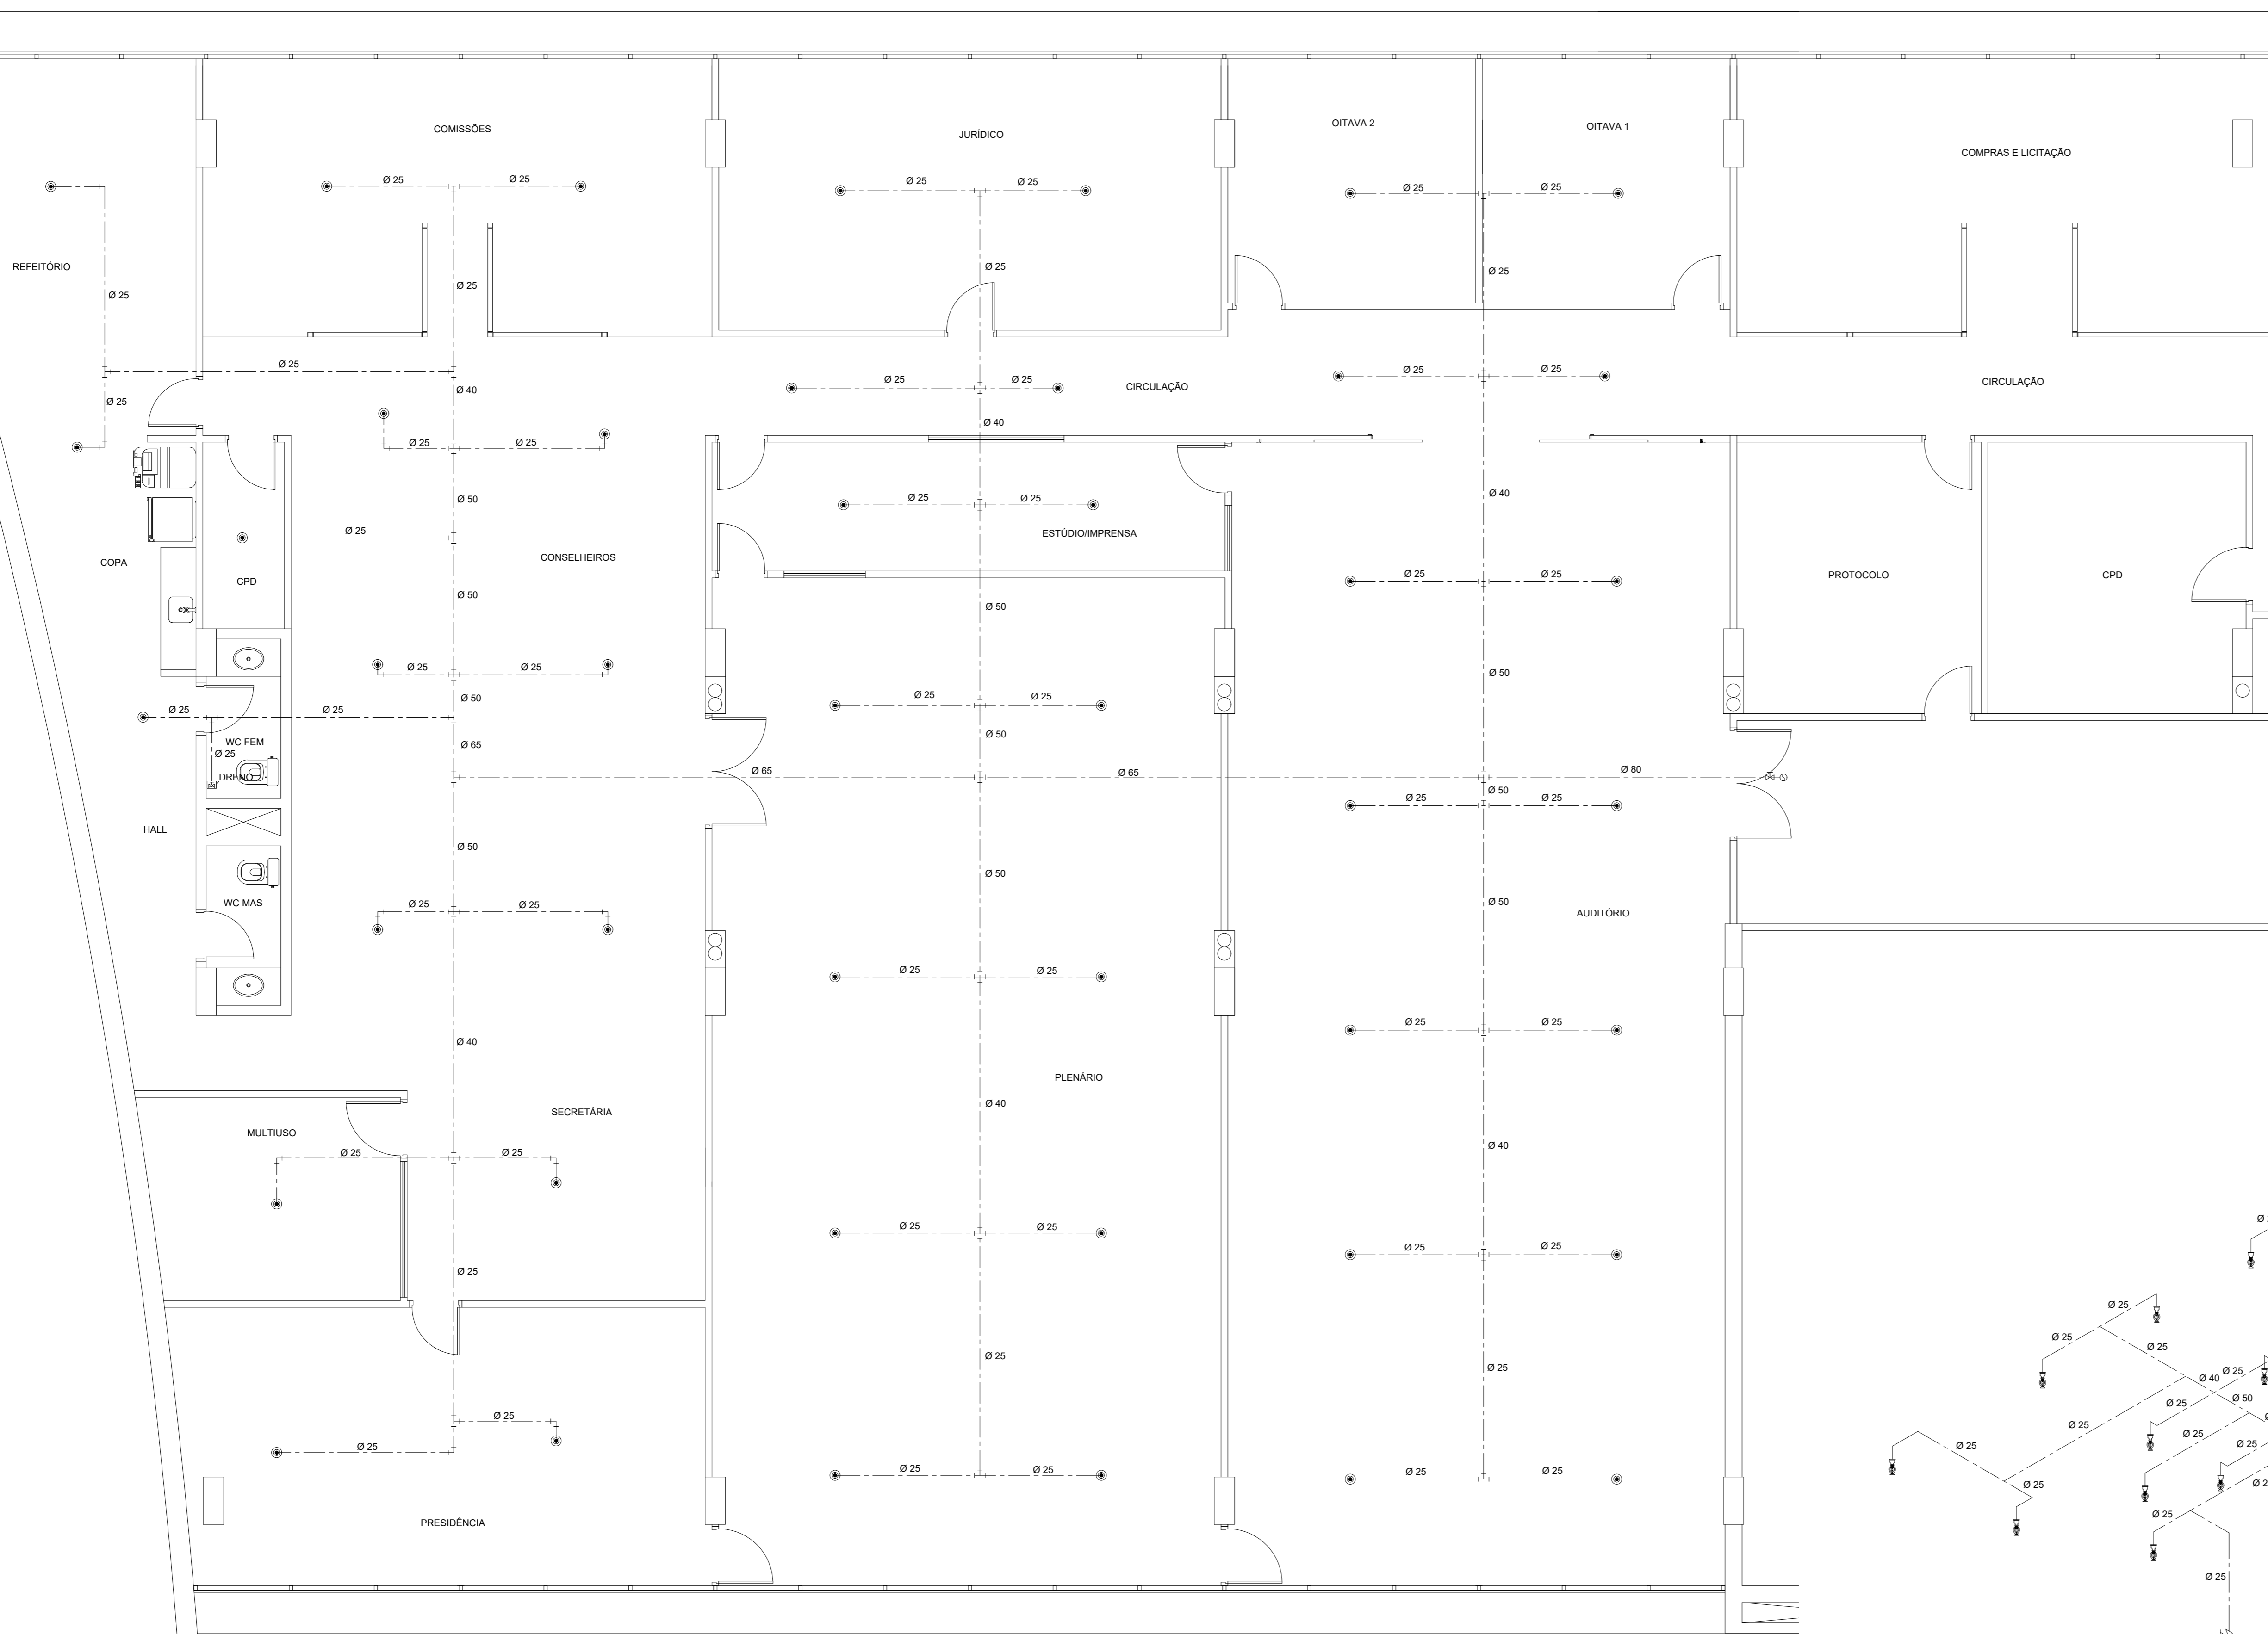 COMISSÕES
JURÍDICO
OITAVA 2
OITAVA 1
COMPRAS E LICITAÇÃO
Ø 25
Ø 25
Ø 25
Ø 25
Ø 25
Ø 25
REFEITÓRIO
Ø 25
Ø 25
Ø 25
Ø 25
Ø 25
Ø 25
Ø 25
Ø 25
Ø 25
Ø 25
CIRCULAÇÃO
CIRCULAÇÃO
Ø 40
Ø 25
Ø 40
Ø 25
Ø 25
Ø 50
Ø 25
Ø 25
Ø 40
Ø 25
ESTÚDIO/IMPRENSA
CONSELHEIROS
COPA
CPD
Ø 25
Ø 25
PROTOCOLO
CPD
Ø 50
Ø 50
Ø 25
Ø 25
Ø 50
Ø 50
Ø 25
Ø 25
Ø 25
Ø 25
WC FEM
Ø 65
Ø 50
Ø 25
DRENO
Ø 65
Ø 65
Ø 80
Ø 50
Ø 25
Ø 25
HALL
Ø 50
Ø 50
WC MAS
Ø 25
Ø 25
Ø 50
AUDITÓRIO
Ø 25
Ø 25
Ø 25
Ø 25
Ø 40
PLENÁRIO
Ø 40
SECRETÁRIA
MULTIUSO
Ø 25
Ø 25
Ø 40
Ø 25
Ø 25
Ø
Ø 25
Ø 25
Ø 25
Ø 25
Ø 25
Ø 25
Ø 25
Ø 25
Ø 25
Ø 40
Ø 25
Ø 25
Ø 50
Ø 25
Ø 25
Ø 25
Ø 25
Ø 25
Ø 25
Ø 25
Ø 25
Ø 25
Ø 25
Ø 25
Ø 25
Ø 2
Ø 25
PRESIDÊNCIA
Ø 25